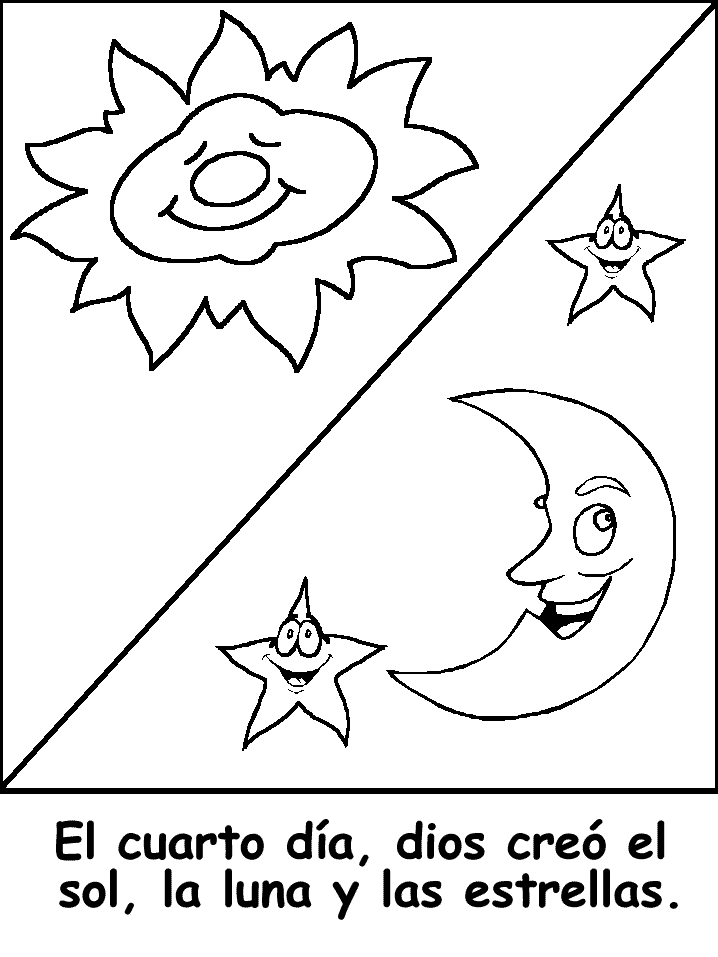 El cuarto día, dios creó el
sol, la luna y las estrellas.